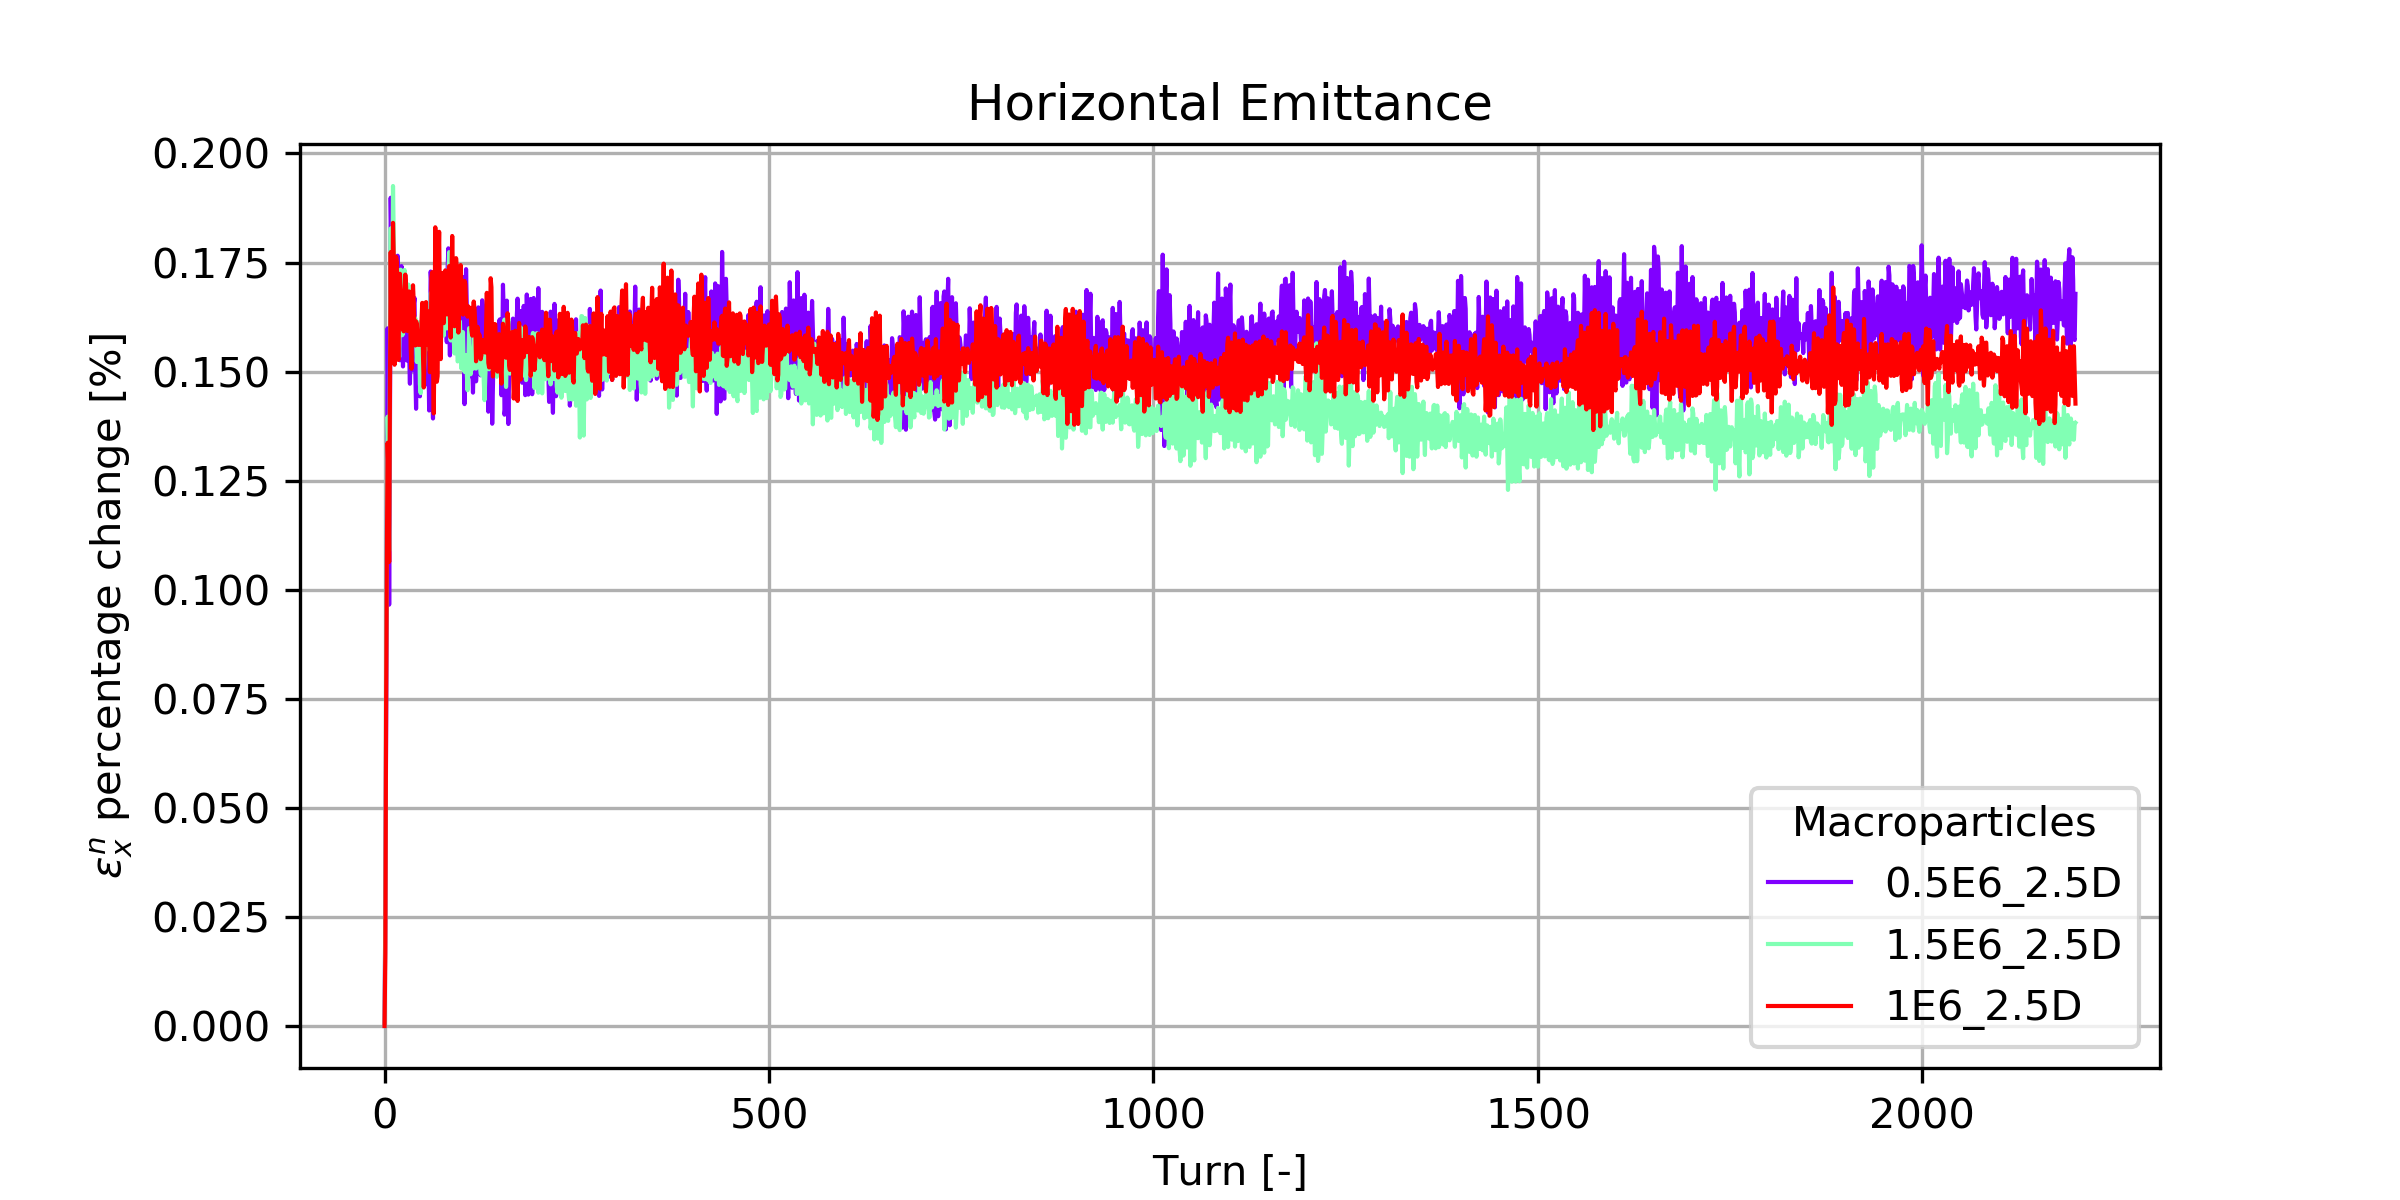 Horizontal Emittance
ε_x^n percentage change [%]
0.200
0.175
0.150
0.125
0.100
0.075
0.050
0.025
0.000
Macroparticles
0.5E6_2.5D
1.5E6_2.5D
1E6_2.5D
0 500 1000 1500 2000
Turn [-]